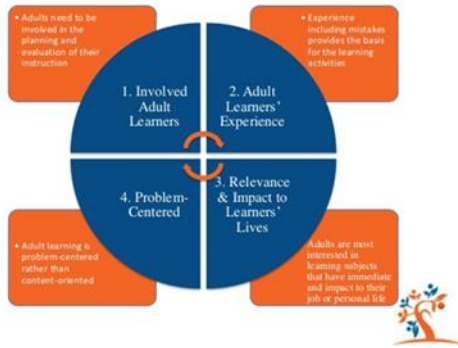 • Adults need to be
involved in the
planning and
evaluation of their
instruction
• Experience
including mistakes
provides the basis
for the learning
activities
1. Involved
Adult
Learners
2. Adult
Learners'
Experience
4. Problem-
Centered
3. Relevance
& Impact to
Learners'
Lives
• Adult learning is
problem-centered
rather than
content-oriented
Adults are most
interested in
learning subjects
that have immediate
and impact to their
job or personal life